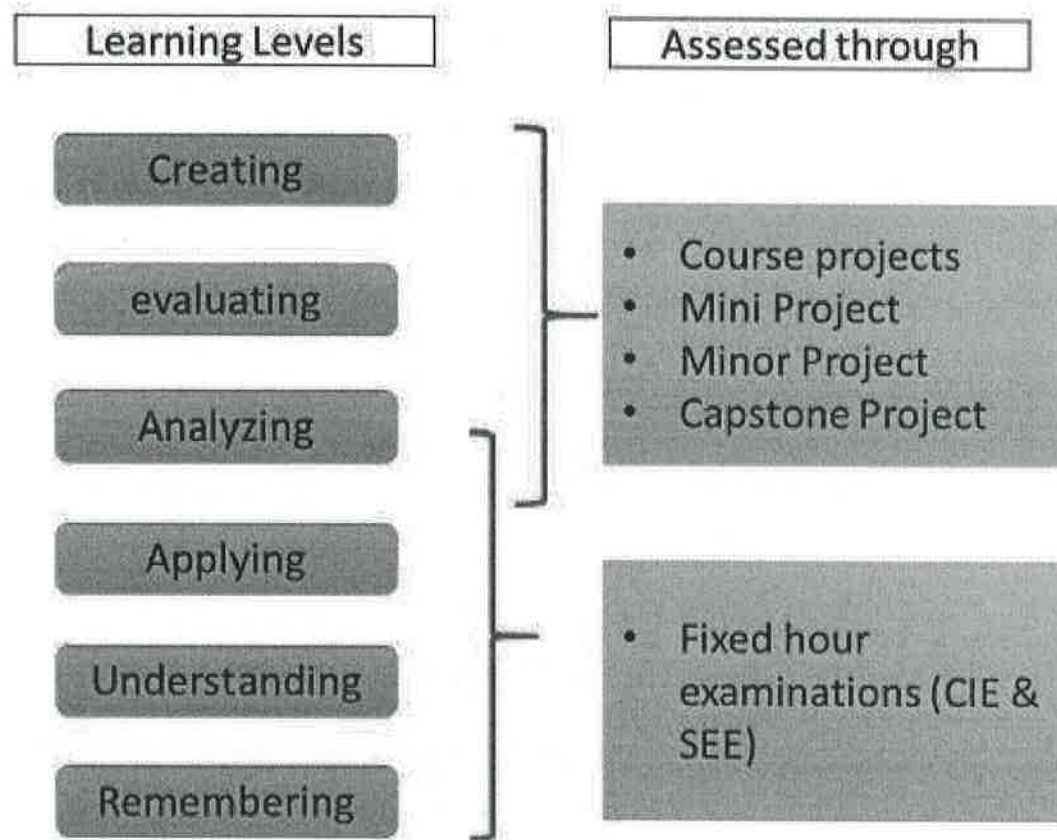 Learning Levels
Assessed through
Creating
evaluating
Analyzing
Applying
Understanding
Remembering
• Course projects
• Mini Project
• Minor Project
• Capstone Project
• Fixed hour
examinations (CIE &
SEE)